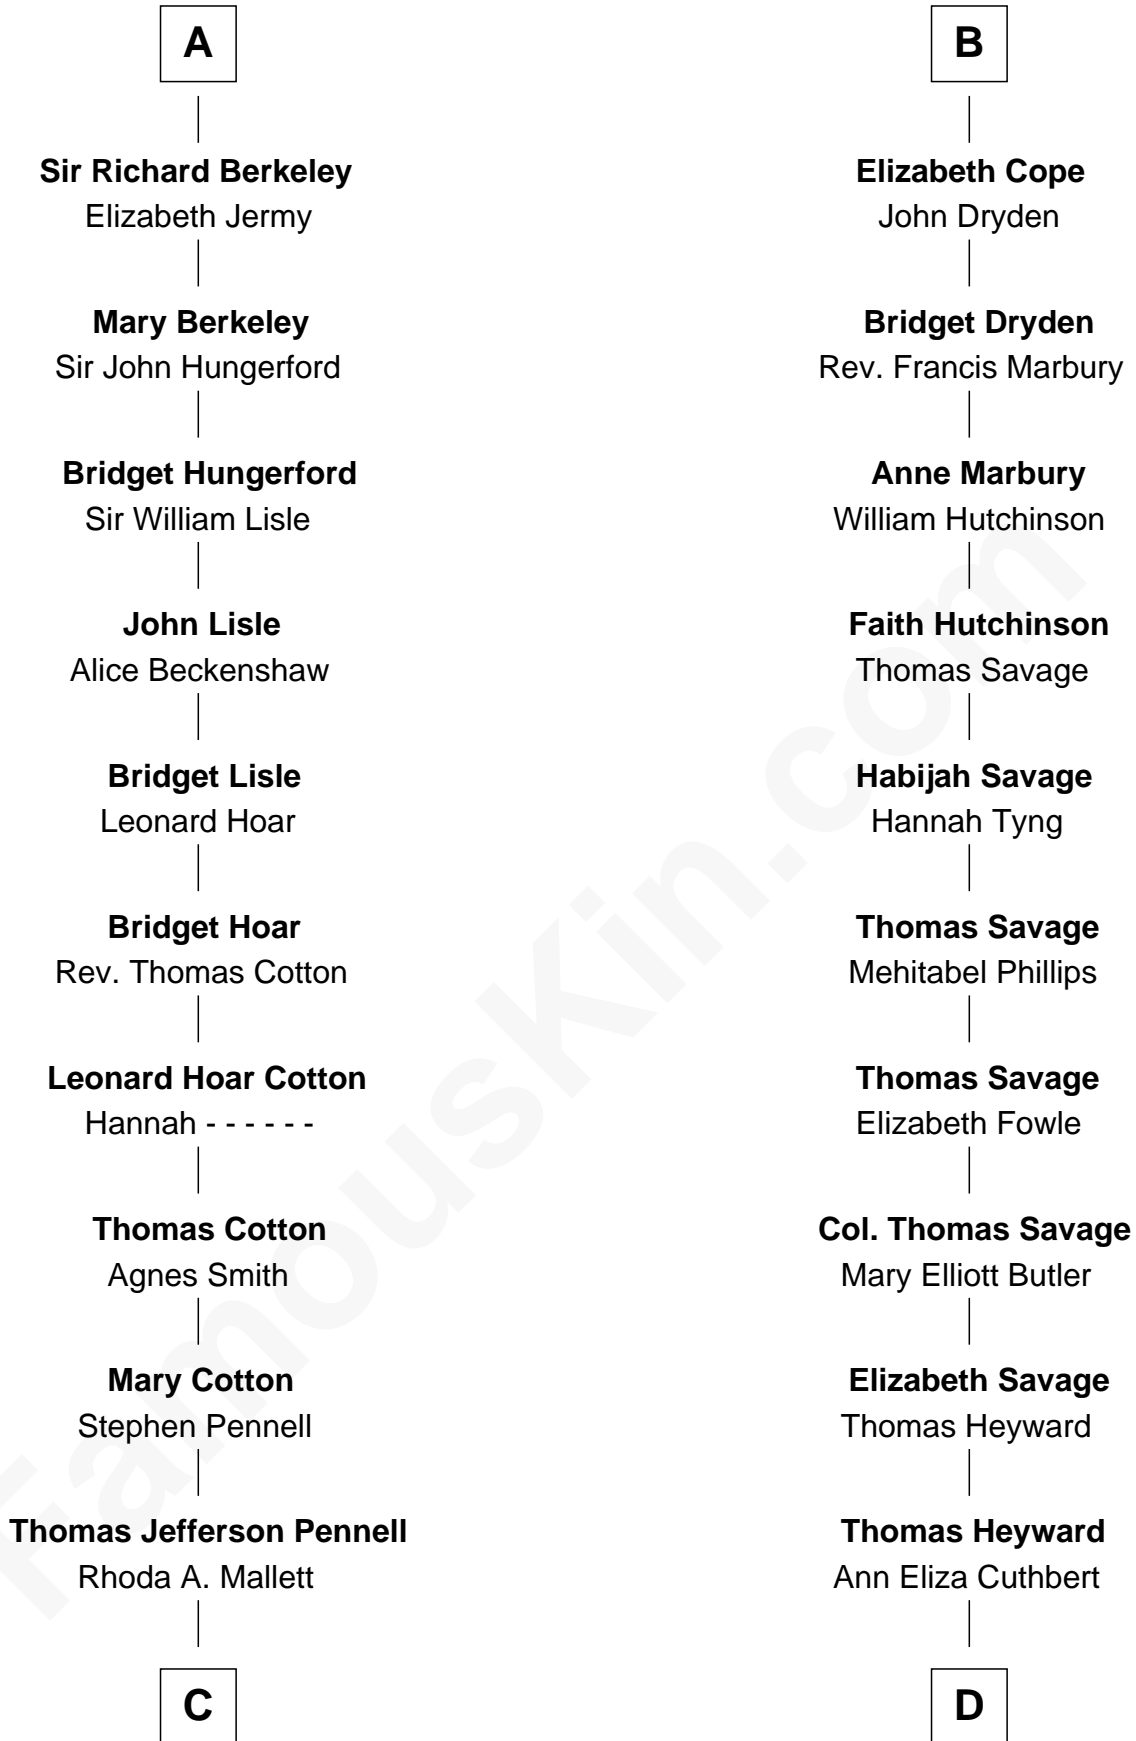 A
Sir Richard Berkeley
Elizabeth Jermy
Mary Berkeley
Sir John Hungerford
Bridget Hungerford
Sir William Lisle
John Lisle
Alice Beckenshaw
Bridget Lisle
Leonard Hoar
Bridget Hoar
Rev. Thomas Cotton
Leonard Hoar Cotton
Hannah - - - - - -
Thomas Cotton
Agnes Smith
Mary Cotton
Stephen Pennell
Thomas Jefferson Pennell
Rhoda A. Mallett
C
B
Elizabeth Cope
John Dryden
Bridget Dryden
Rev. Francis Marbury
Anne Marbury
William Hutchinson
Faith Hutchinson
Thomas Savage
Habijah Savage
Hannah Tyng
Thomas Savage
Mehitabel Phillips
Thomas Savage
Elizabeth Fowle
Col. Thomas Savage
Mary Elliott Butler
Elizabeth Savage
Thomas Heyward
Thomas Heyward
Ann Eliza Cuthbert
D
FamousKin.com